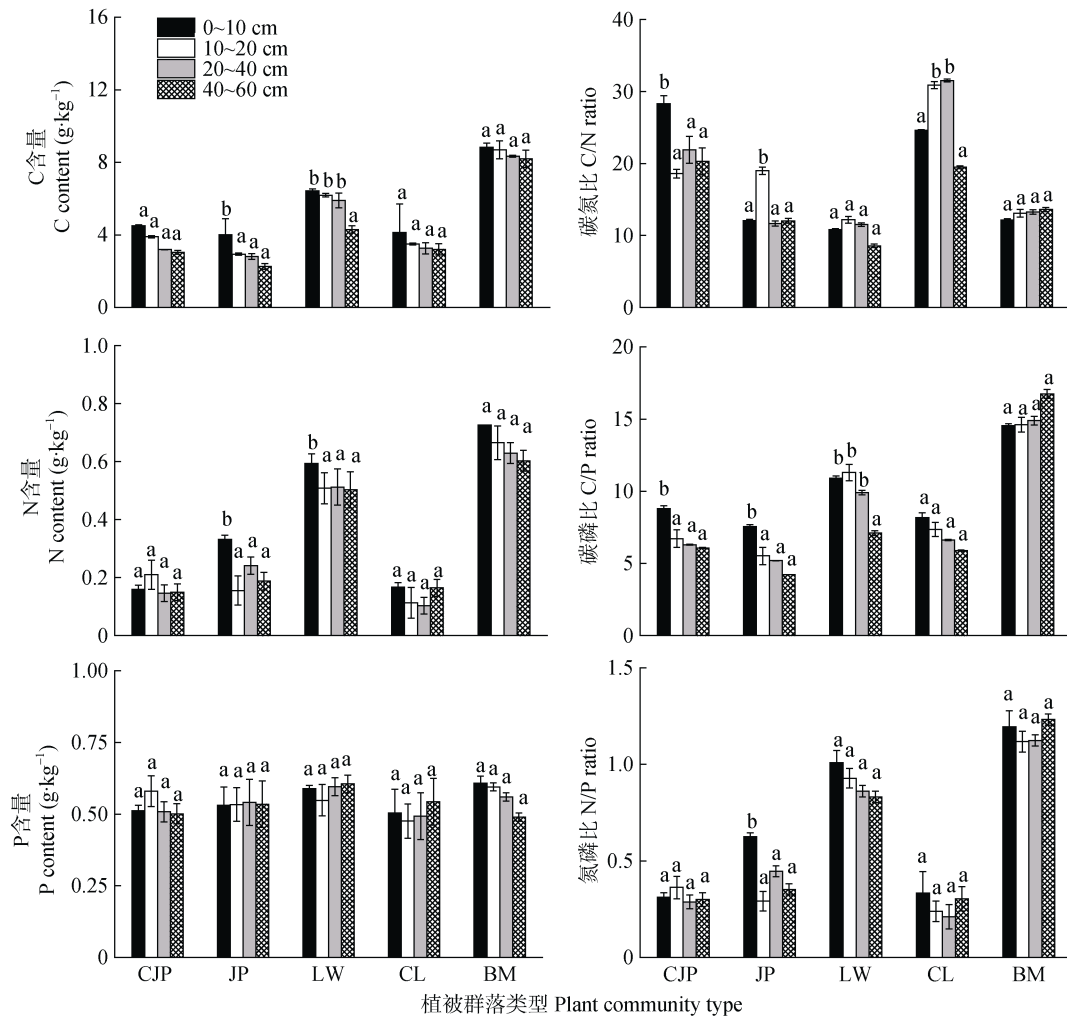 16
12
8
4
0
C含量
C content (g·kg⁻¹)
0~10 cm
10~20 cm
20~40 cm
40~60 cm
a a a a
b a a a
b b b a
a a a a
a a a a
40
30
20
10
0
碳氮比 C/N ratio
b a a a
a b a a
a a a a
a b b a
a a a a
1.0
0.8
0.6
0.4
0.2
0
N含量
N content (g·kg⁻¹)
a a a a
b a a a
b a a a
a a a a
a a a a
20
15
10
5
0
碳磷比 C/P ratio
b a a a
b a a a
b b b a
a a a a
a a a a
1.00
0.75
0.50
0.25
0
P含量
P content (g·kg⁻¹)
a a a a
a a a a
a a a a
a a a a
a a a a
CJP JP LW CL BM
1.5
1.0
0.5
0
氮磷比 N/P ratio
a a a a
b a a a
a a a a
a a a a
a a a a
CJP JP LW CL BM
植被群落类型 Plant community type